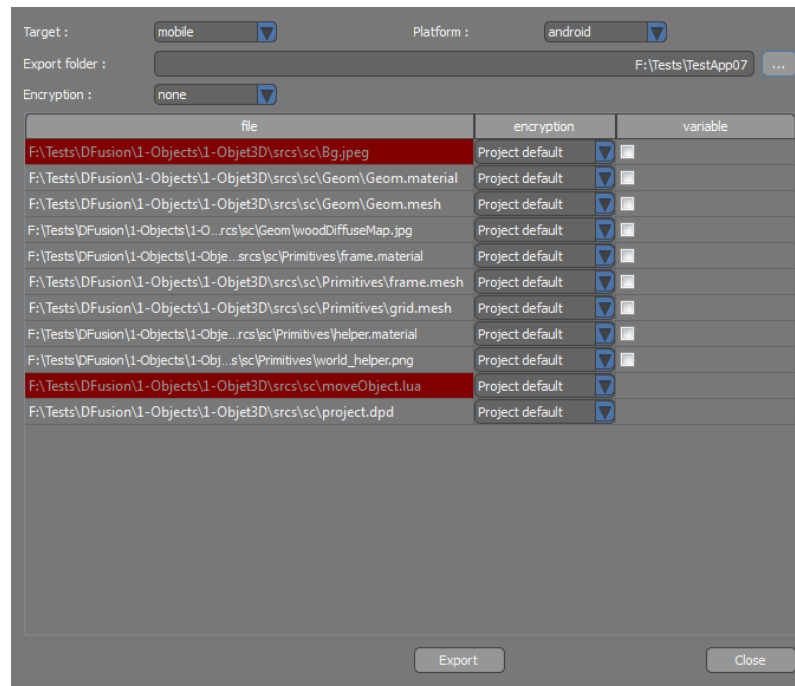 Target : mobile Platform : android
Export folder : F:\Tests\TestApp07 ...
Encryption : none
file encryption variable
F:\Tests\DFusion\1-Objects\1-Objet3D\srcs\sc\Bg.jpeg Project default
F:\Tests\DFusion\1-Objects\1-Objet3D\srcs\sc\Geom\Geom.material Project default
F:\Tests\DFusion\1-Objects\1-Objet3D\srcs\sc\Geom\Geom.mesh Project default
F:\Tests\DFusion\1-Objects\1-O...rcs\sc\Geom\woodDiffuseMap.jpg Project default
F:\Tests\DFusion\1-Objects\1-Obje...srcs\sc\Primitives\frame.material Project default
F:\Tests\DFusion\1-Objects\1-Objet3D\srcs\sc\Primitives\frame.mesh Project default
F:\Tests\DFusion\1-Objects\1-Objet3D\srcs\sc\Primitives\grid.mesh Project default
F:\Tests\DFusion\1-Objects\1-Obje...rcs\sc\Primitives\helper.material Project default
F:\Tests\DFusion\1-Objects\1-Obj...s\sc\Primitives\world_helper.png Project default
F:\Tests\DFusion\1-Objects\1-Objet3D\srcs\sc\moveObject.lua Project default
F:\Tests\DFusion\1-Objects\1-Objet3D\srcs\sc\project.dpd Project default
Export Close